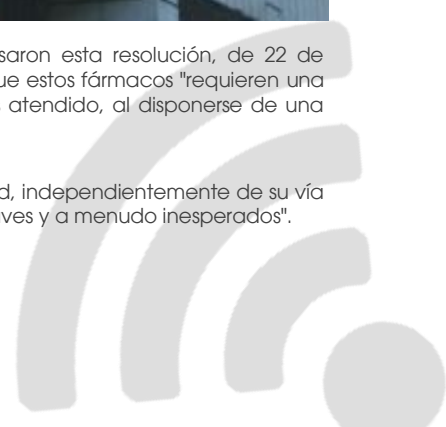 saron esta resolución, de 22 de
ue estos fármacos "requieren una
atendido, al disponerse de una
d, independientemente de su vía
ves y a menudo inesperados".